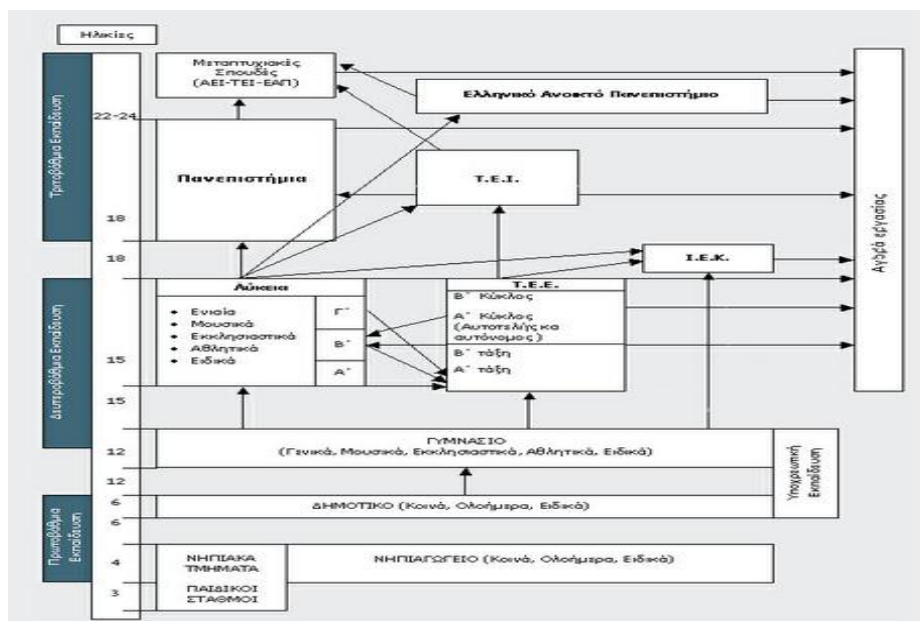 Ηλικίες
Τριτοβάθμια Εκπαίδευση
Δευτεροβάθμια Εκπαίδευση
Πρωτοβάθμια
Εκπαίδευση
22-24
18
18
15
15
12
12
6
6
4
3
Μεταπτυχιακές
Σπουδές
(ΑΕΙ-ΤΕΙ-ΕΑΠ)
Ελληνικό Ανοικτό Πανεπιστήμιο
Πανεπιστήμια
Τ.Ε.Ι.
Ι.Ε.Κ.
Αγορά εργασίας
Λύκεια
• Ενιαία
• Μουσικά
• Εκκλησιαστικά
• Αθλητικά
• Ειδικά
Γ΄
Β΄
Α΄
Τ.Ε.Ε.
Β΄ Κύκλος
Α΄ Κύκλος
(Αυτοτελής κα
αυτόνομος)
Β΄ τάξη
Α΄ τάξη
ΓΥΜΝΑΣΙΟ
(Γενικά, Μουσικά, Εκκλησιαστικά, Αθλητικά, Ειδικά)
Υποχρεωτική
Εκπαίδευση
ΔΗΜΟΤΙΚΟ (Κοινά, Ολοήμερα, Ειδικά)
ΝΗΠΙΑΚΑ
ΤΜΗΜΑΤΑ
ΠΑΙΔΙΚΟΙ
ΣΤΑΘΜΟΙ
ΝΗΠΙΑΓΩΓΕΙΟ (Κοινά, Ολοήμερα, Ειδικά)